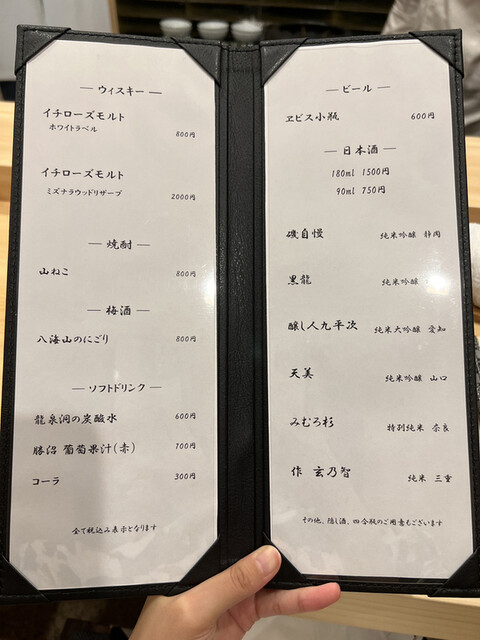 ― ウィスキー ―
イチローズモルト
ホワイトラベル
800円
イチローズモルト
ミズナラウッドリザーブ
2000円
― 焼酎 ―
山ねこ 800円
― 梅酒 ―
八海山のにごり 800円
― ソフトドリンク ―
龍泉洞の炭酸水 600円
勝沼 葡萄果汁(赤) 700円
コーラ 300円
全て税込み表示となります
― ビール ―
ヱビス小瓶 600円
― 日本酒 ―
180ml 1500円
90ml 750円
磯自慢 純米吟醸 静岡
黒龍 純米吟醸
醸し人九平次 純米大吟醸 愛知
天美 純米吟醸 山口
みむろ杉 特別純米 奈良
作 玄乃智 純米 三重
その他、隠し酒、四合瓶のご用意もございます